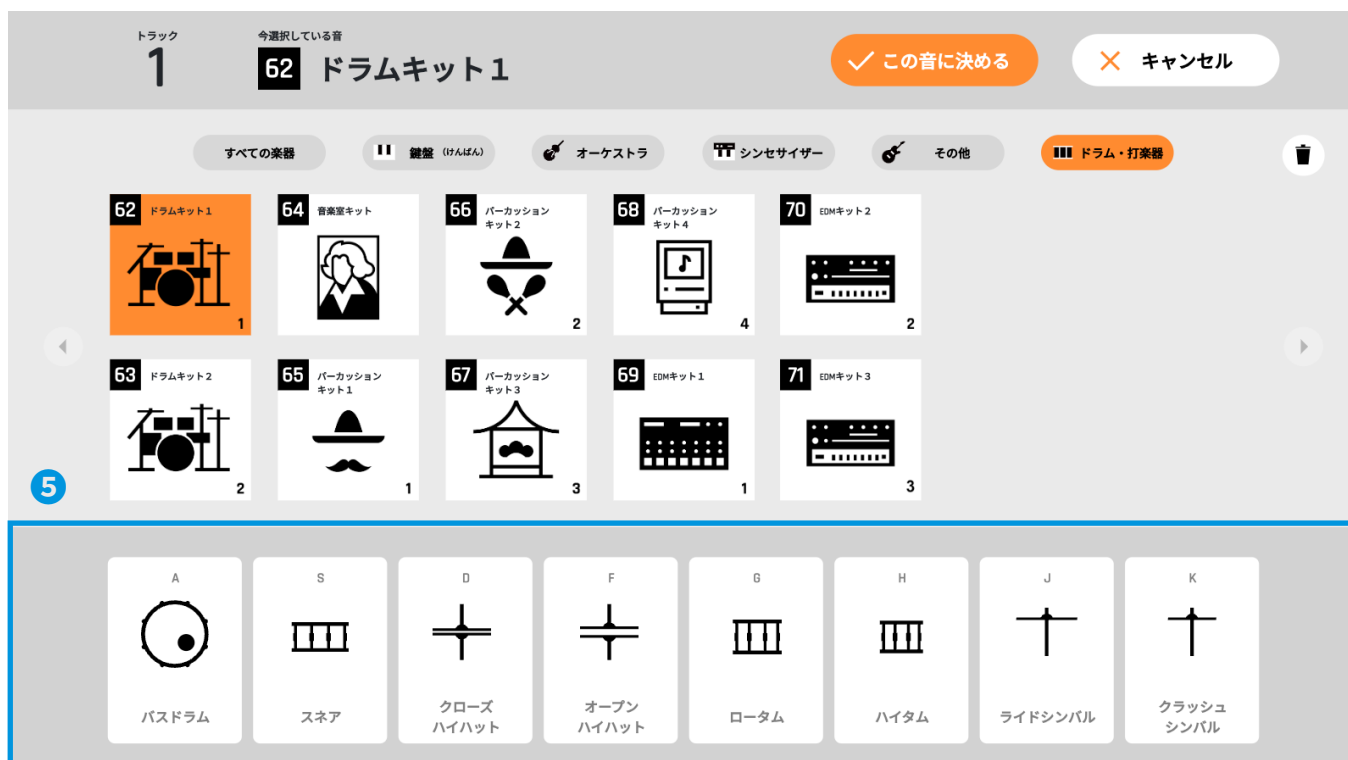 トラック
1
今選択している音
62 ドラムキット1
この音に決める
キャンセル
すべての楽器
鍵盤 (けんばん)
オーケストラ
シンセサイザー
その他
ドラム・打楽器
62 ドラムキット1
1
64 音楽室キット
66 パーカッション
キット2
2
68 パーカッション
キット4
4
70 EDMキット2
2
63 ドラムキット2
2
65 パーカッション
キット1
1
67 パーカッション
キット3
3
69 EDMキット1
1
71 EDMキット3
3
5
A
バスドラム
S
スネア
D
クローズ
ハイハット
F
オープン
ハイハット
G
ロータム
H
ハイタム
J
ライドシンバル
K
クラッシュ
シンバル